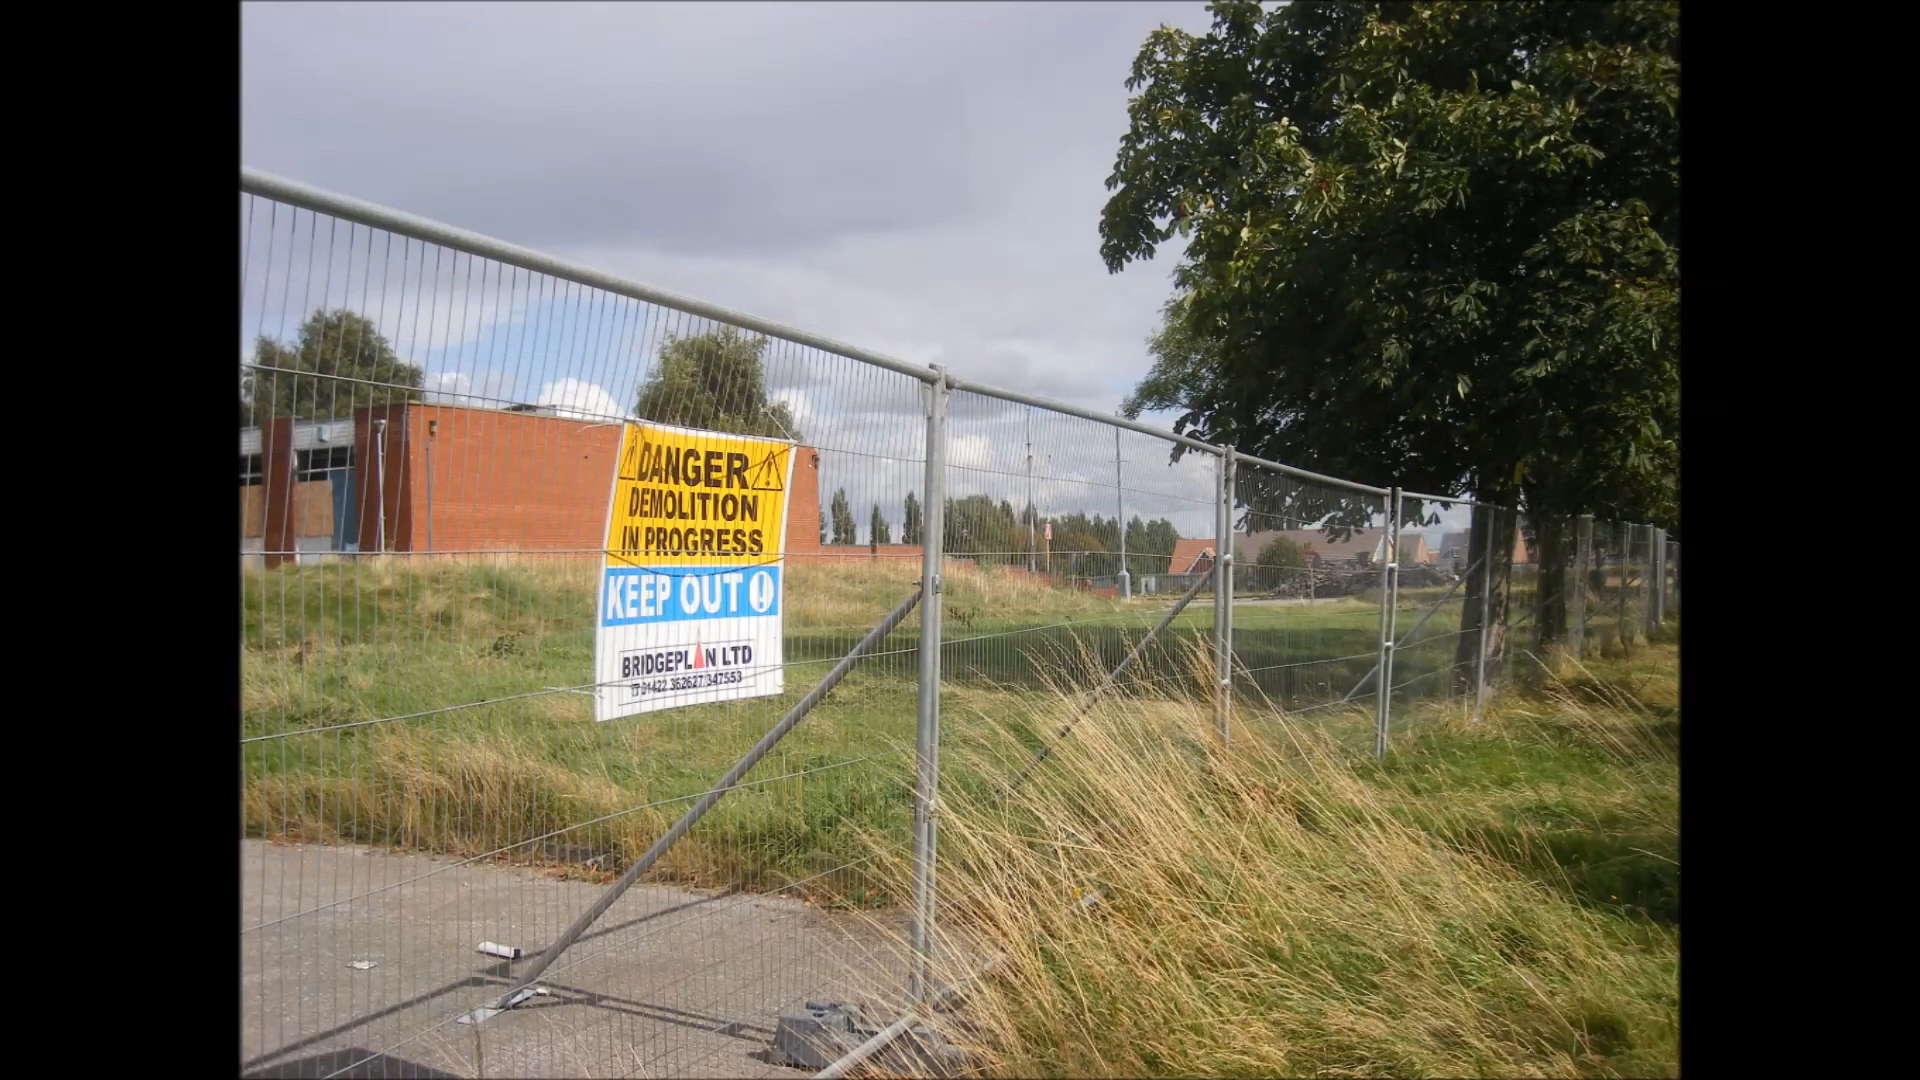 DANGER
DEMOLITION
IN PROGRESS
KEEP OUT
BRIDGEPLAN LTD
01422 362627/347553